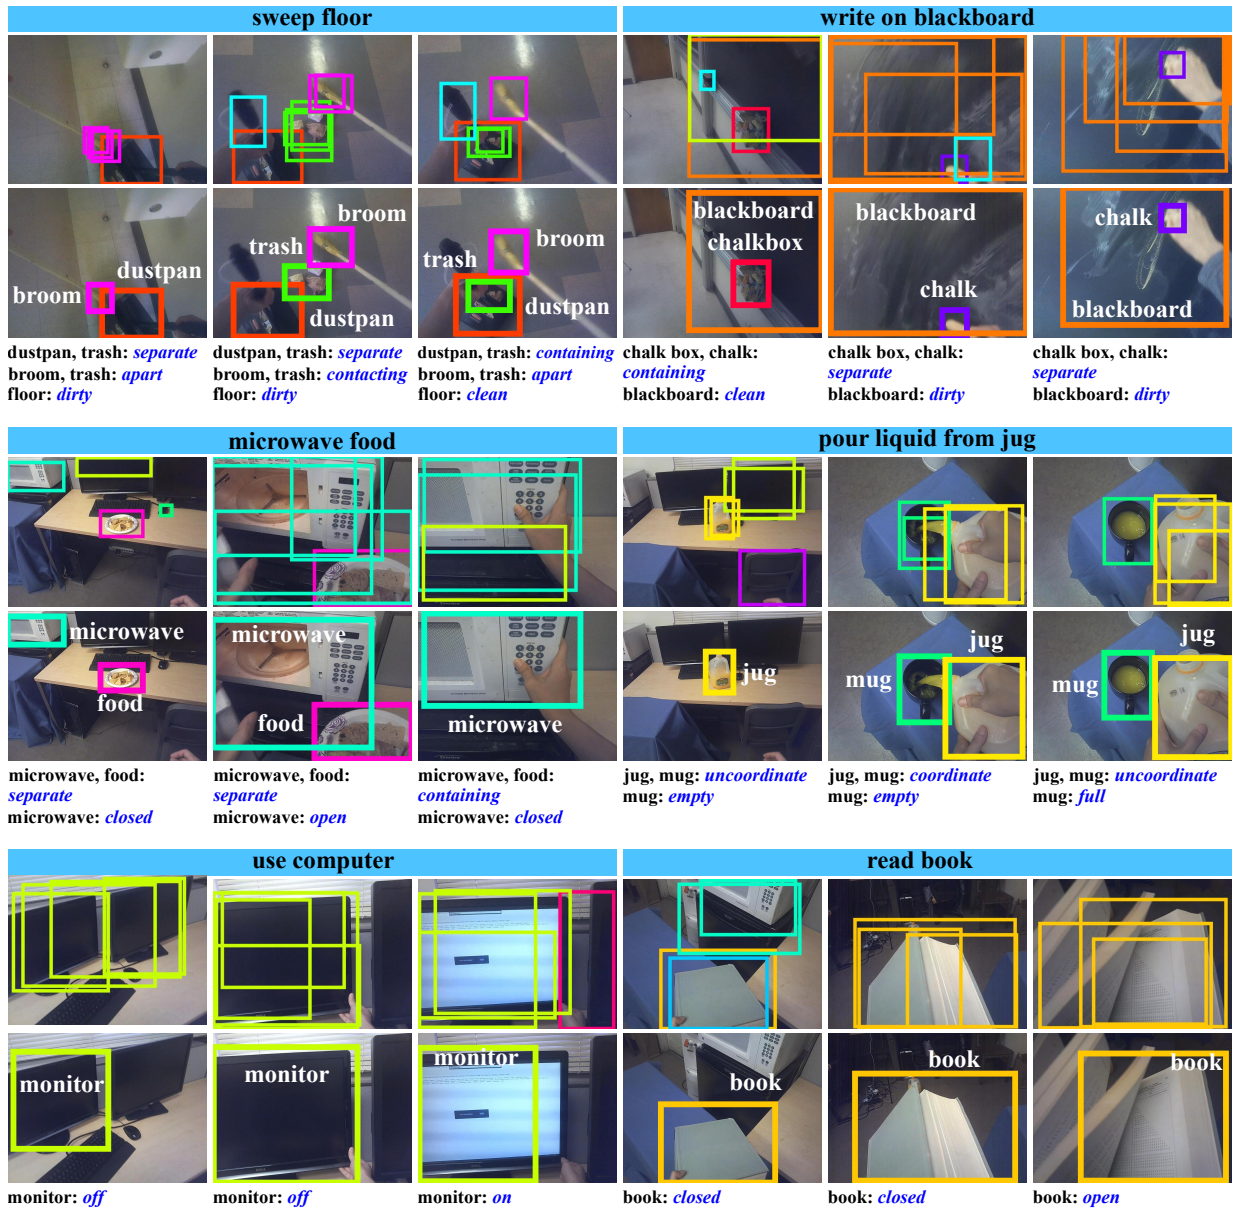 sweep floor
write on blackboard
broom
trash
dustpan
broom
dustpan
broom
trash
dustpan
blackboard
chalkbox
blackboard
chalk
chalk
blackboard
dustpan, trash: separate
broom, trash: apart
floor: dirty
dustpan, trash: separate
broom, trash: contacting
floor: dirty
dustpan, trash: containing
broom, trash: apart
floor: clean
chalk box, chalk:
containing
blackboard: clean
chalk box, chalk:
separate
blackboard: dirty
chalk box, chalk:
separate
blackboard: dirty
microwave food
pour liquid from jug
microwave
food
microwave
food
microwave
jug
jug
mug
jug
mug
microwave, food:
separate
microwave: closed
microwave, food:
separate
microwave: open
microwave, food:
containing
microwave: closed
jug, mug: uncoordinate
mug: empty
jug, mug: coordinate
mug: empty
jug, mug: uncoordinate
mug: full
use computer
read book
monitor
monitor
monitor
book
book
book
monitor: off
monitor: off
monitor: on
book: closed
book: closed
book: open